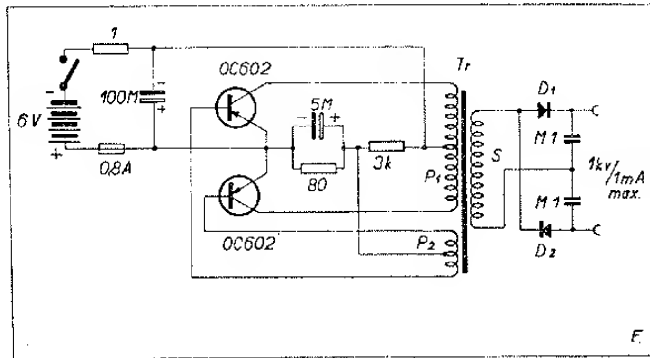 1
OC602
Tr
5M
D1
100M
6V
M1
S
0,8A
3k
80
P1
1kv/1mA max.
M1
OC602
P2
D2
F.